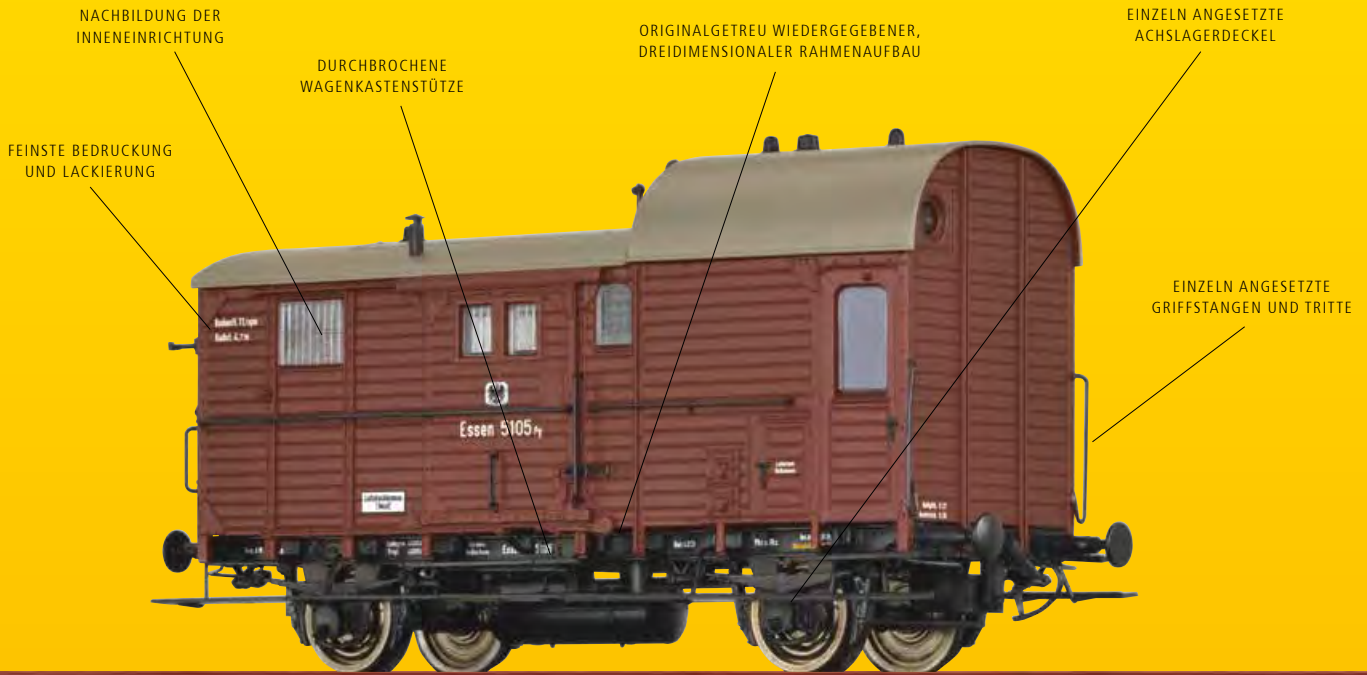 NACHBILDUNG DER
INNENEINRICHTUNG
DURCHBROCHENE
WAGENKASTENSTÜTZE
ORIGINALGETREU WIEDERGEGEBENER,
DREIDIMENSIONALER RAHMENAUFBAU
EINZELN ANGESETZTE
ACHSLAGERDECKEL
FEINSTE BEDRUCKUNG
UND LACKIERUNG
EINZELN ANGESETZTE
GRIFFSTANGEN UND TRITTE
Essen 5105